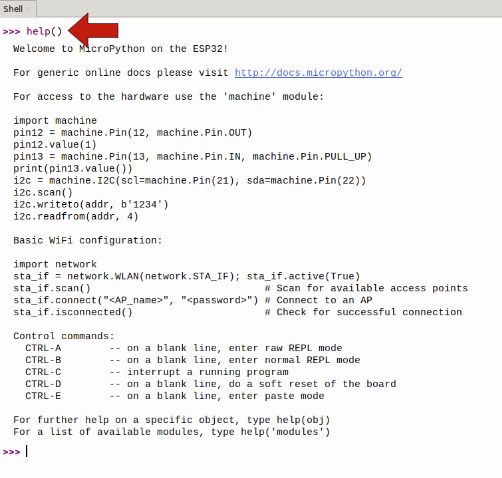 Shell ×
>>> help()
Welcome to MicroPython on the ESP32!
For generic online docs please visit http://docs.micropython.org/
For access to the hardware use the 'machine' module:
import machine
pin12 = machine.Pin(12, machine.Pin.OUT)
pin12.value(1)
pin13 = machine.Pin(13, machine.Pin.IN, machine.Pin.PULL_UP)
print(pin13.value())
i2c = machine.I2C(scl=machine.Pin(21), sda=machine.Pin(22))
i2c.scan()
i2c.writeto(addr, b'1234')
i2c.readfrom(addr, 4)
Basic WiFi configuration:
import network
sta_if = network.WLAN(network.STA_IF); sta_if.active(True)
sta_if.scan()                             # Scan for available access points
sta_if.connect("<AP_name>", "<password>") # Connect to an AP
sta_if.isconnected()                      # Check for successful connection
Control commands:
CTRL-A        -- on a blank line, enter raw REPL mode
CTRL-B        -- on a blank line, enter normal REPL mode
CTRL-C        -- interrupt a running program
CTRL-D        -- on a blank line, do a soft reset of the board
CTRL-E        -- on a blank line, enter paste mode
For further help on a specific object, type help(obj)
For a list of available modules, type help('modules')
>>>